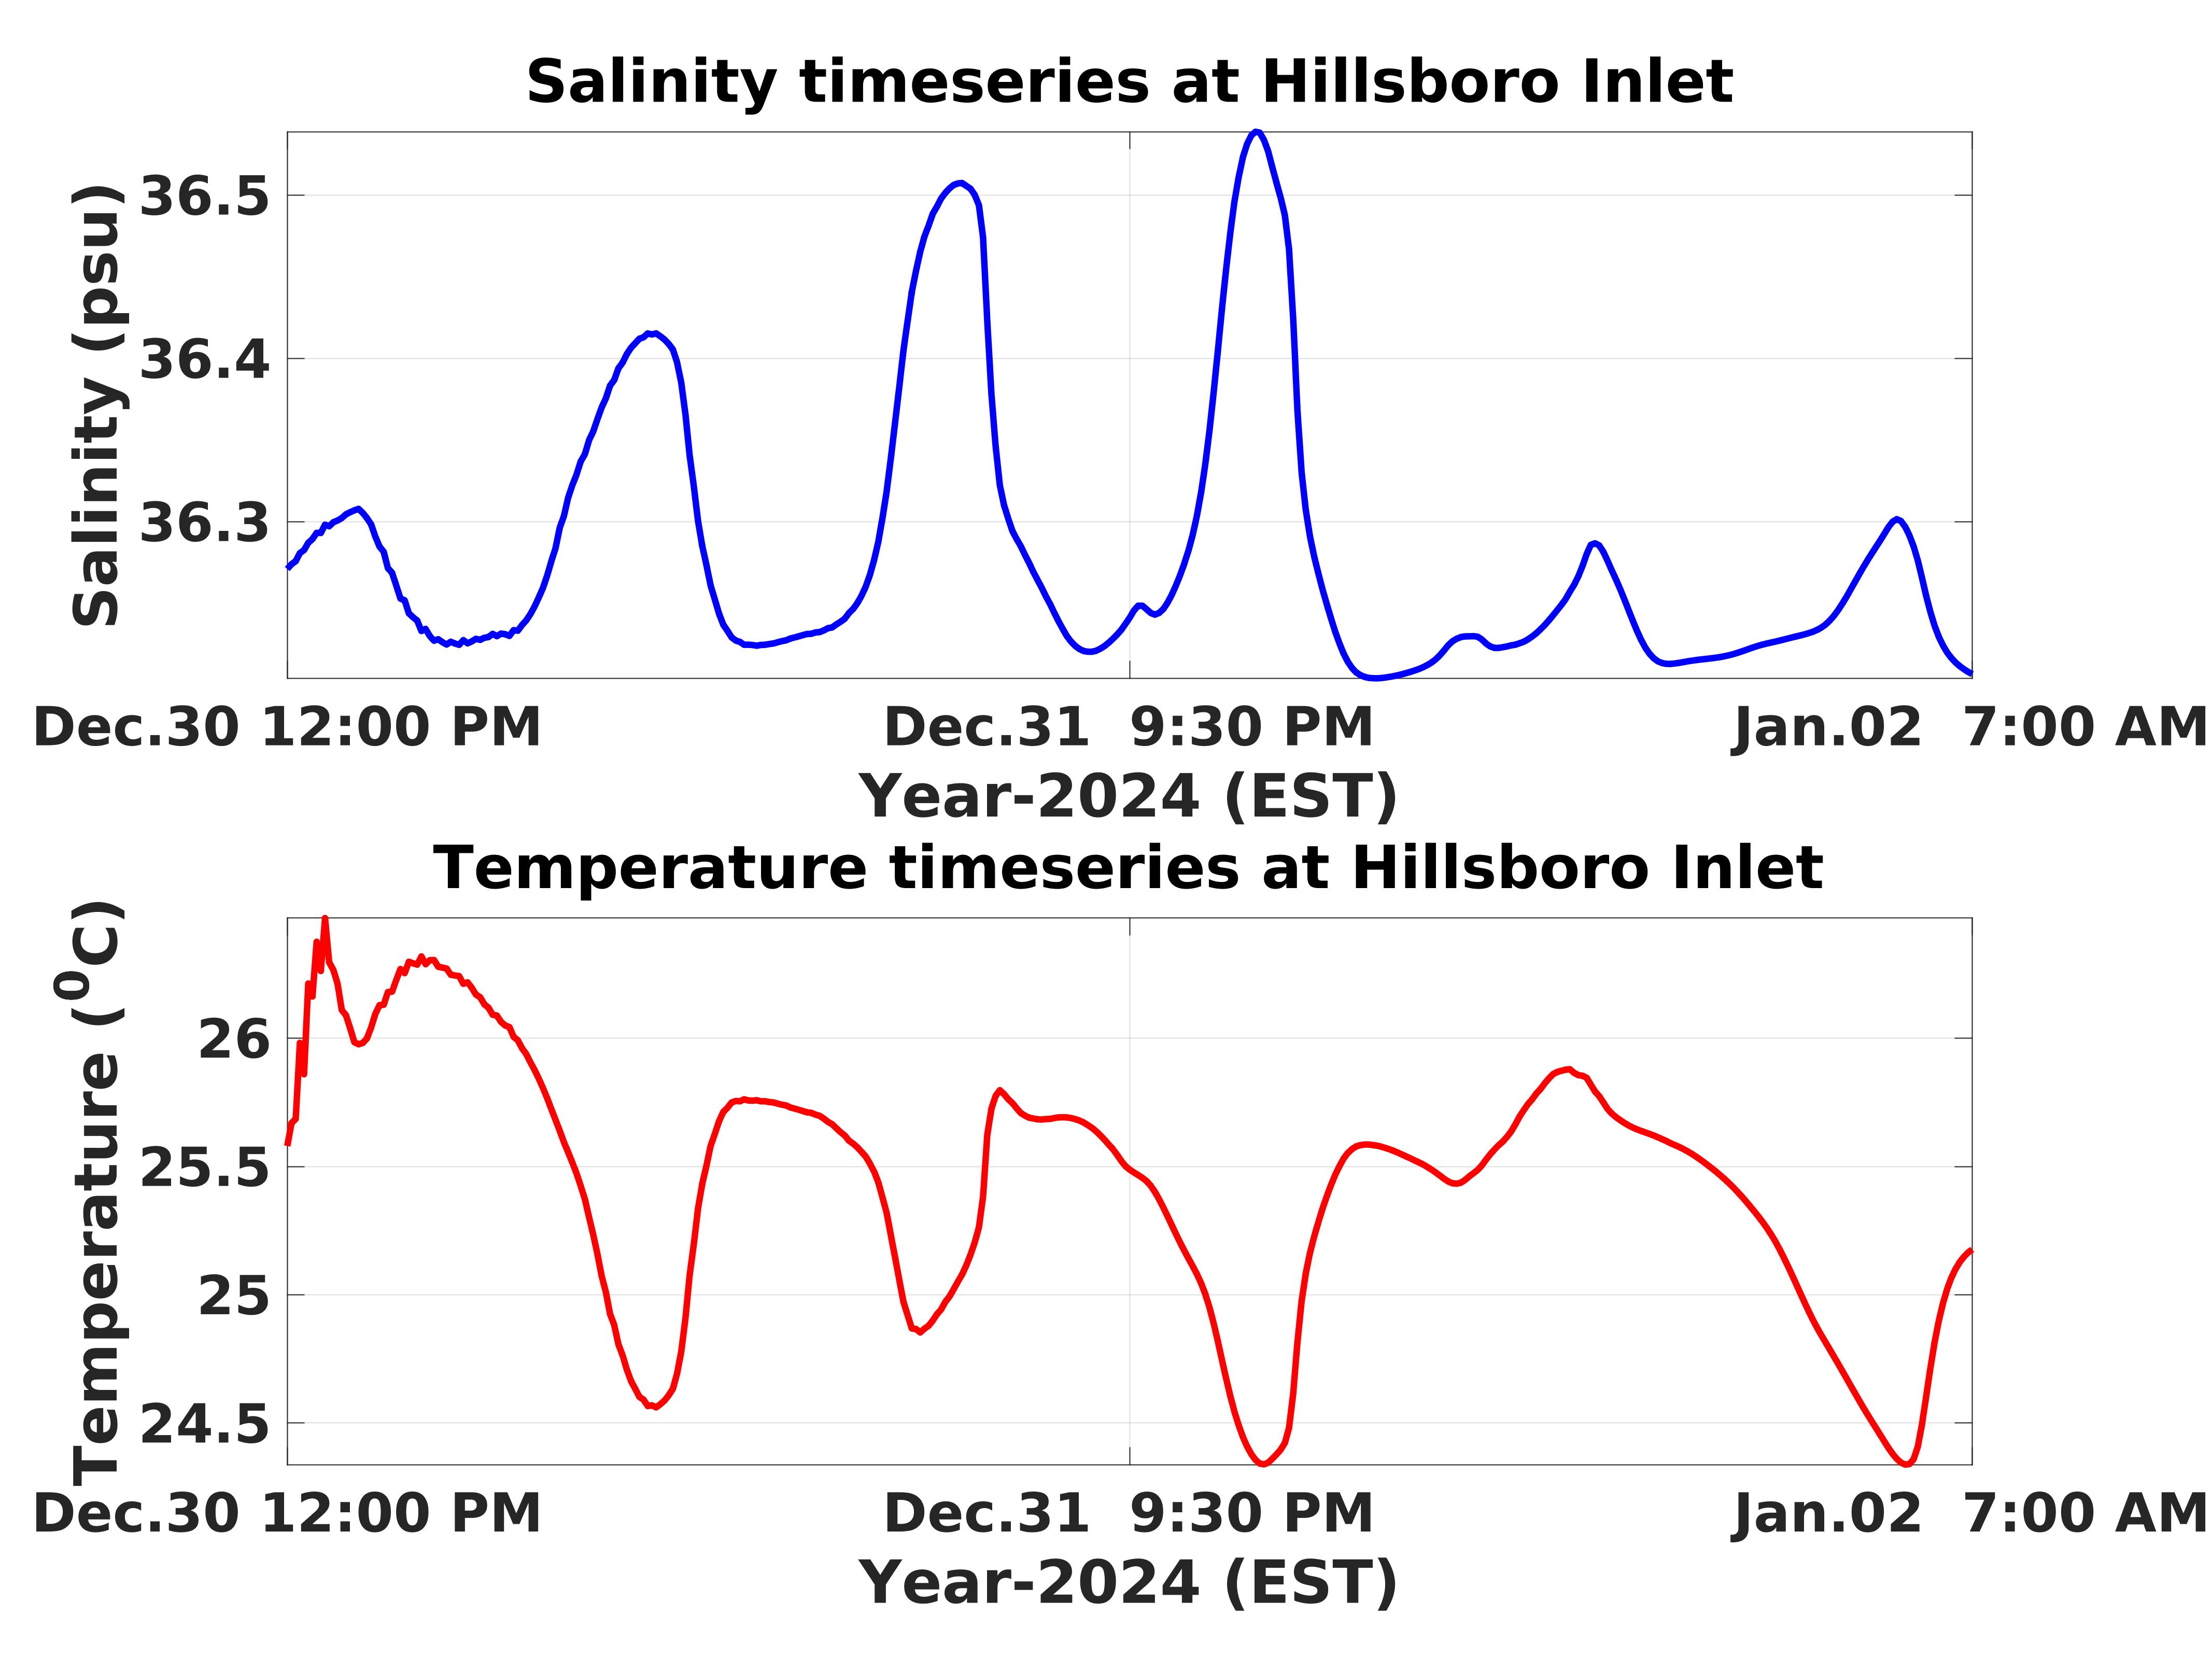 Salinity timeseries at Hillsboro Inlet
Salinity (psu)
36.5
36.4
36.3
Dec.30 12:00 PM
Dec.31  9:30 PM
Jan.02  7:00 AM
Year-2024 (EST)
Temperature timeseries at Hillsboro Inlet
Temperature (⁰C)
26
25.5
25
24.5
Dec.30 12:00 PM
Dec.31  9:30 PM
Jan.02  7:00 AM
Year-2024 (EST)